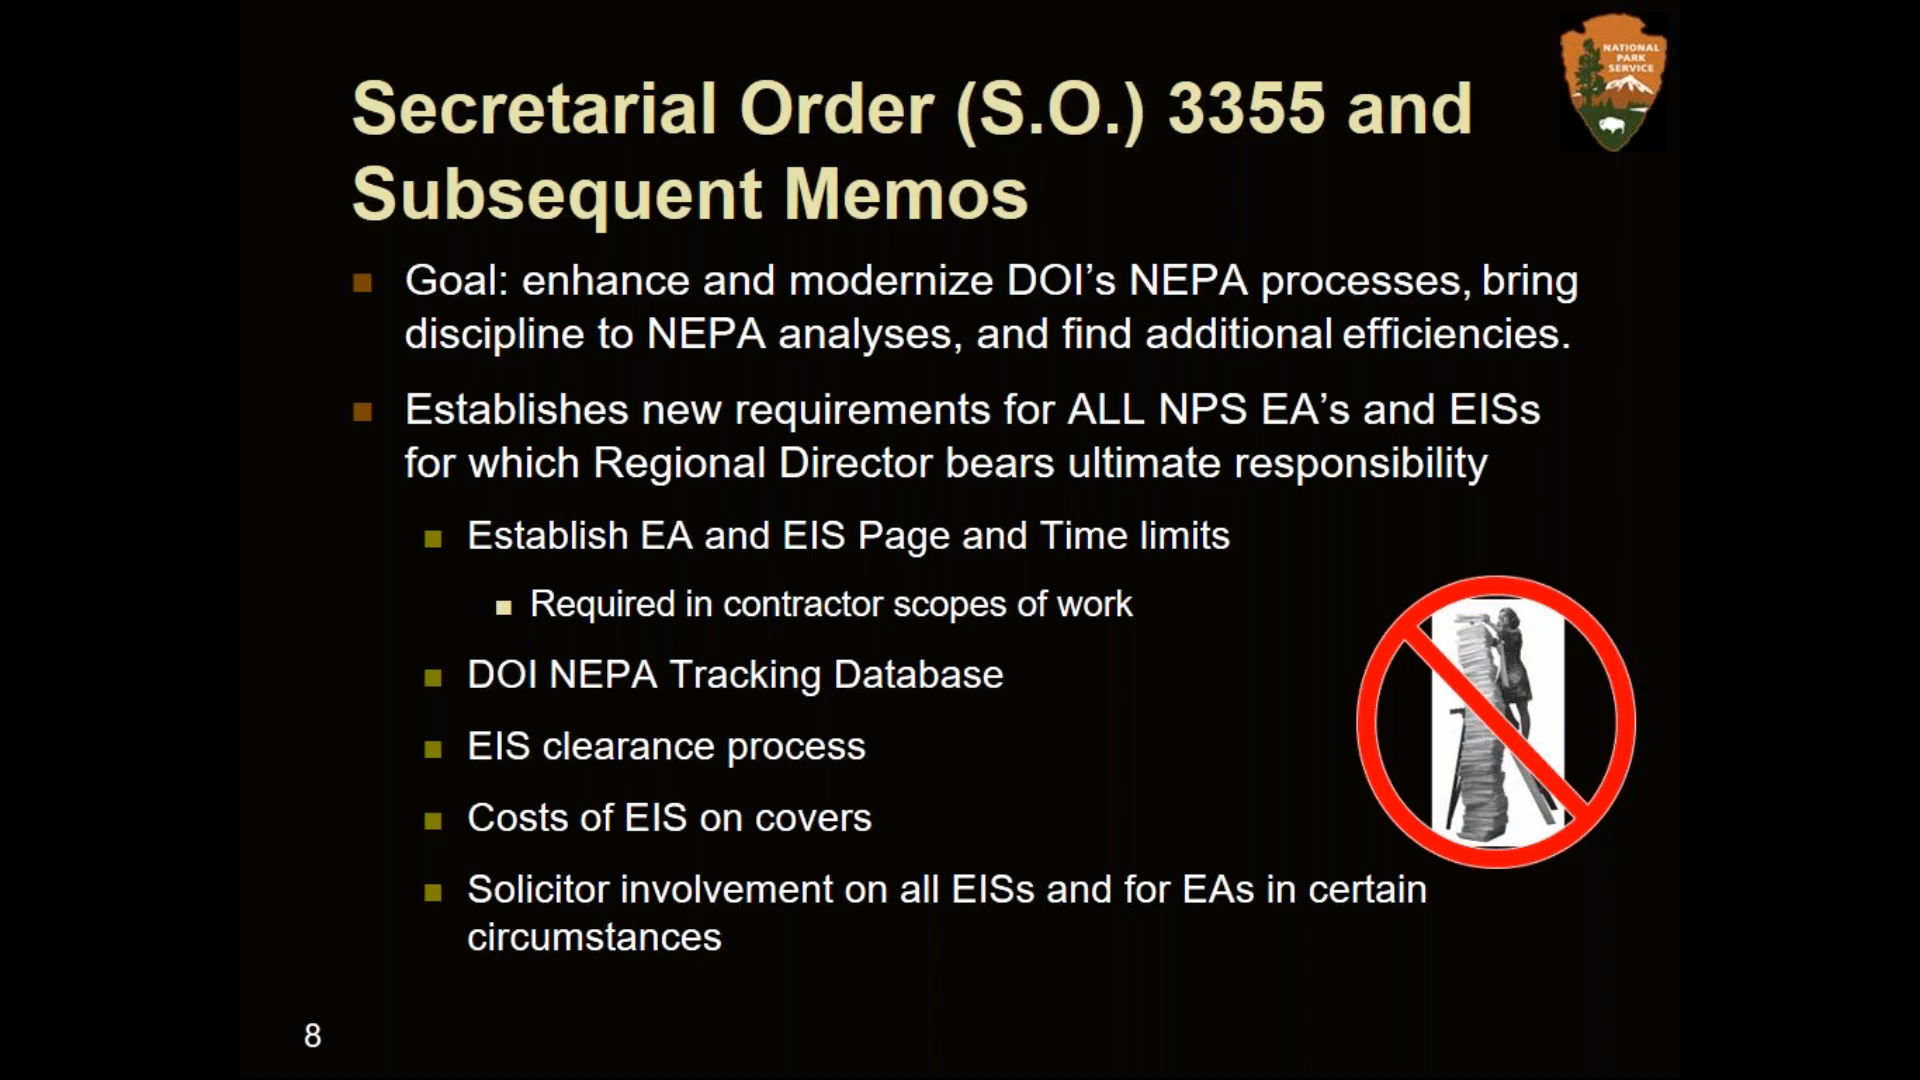 NATIONAL
PARK
SERVICE
Secretarial Order (S.O.) 3355 and
Subsequent Memos
Goal: enhance and modernize DOI’s NEPA processes, bring
discipline to NEPA analyses, and find additional efficiencies.
Establishes new requirements for ALL NPS EA’s and EISs
for which Regional Director bears ultimate responsibility
Establish EA and EIS Page and Time limits
Required in contractor scopes of work
DOI NEPA Tracking Database
EIS clearance process
Costs of EIS on covers
Solicitor involvement on all EISs and for EAs in certain
circumstances
8